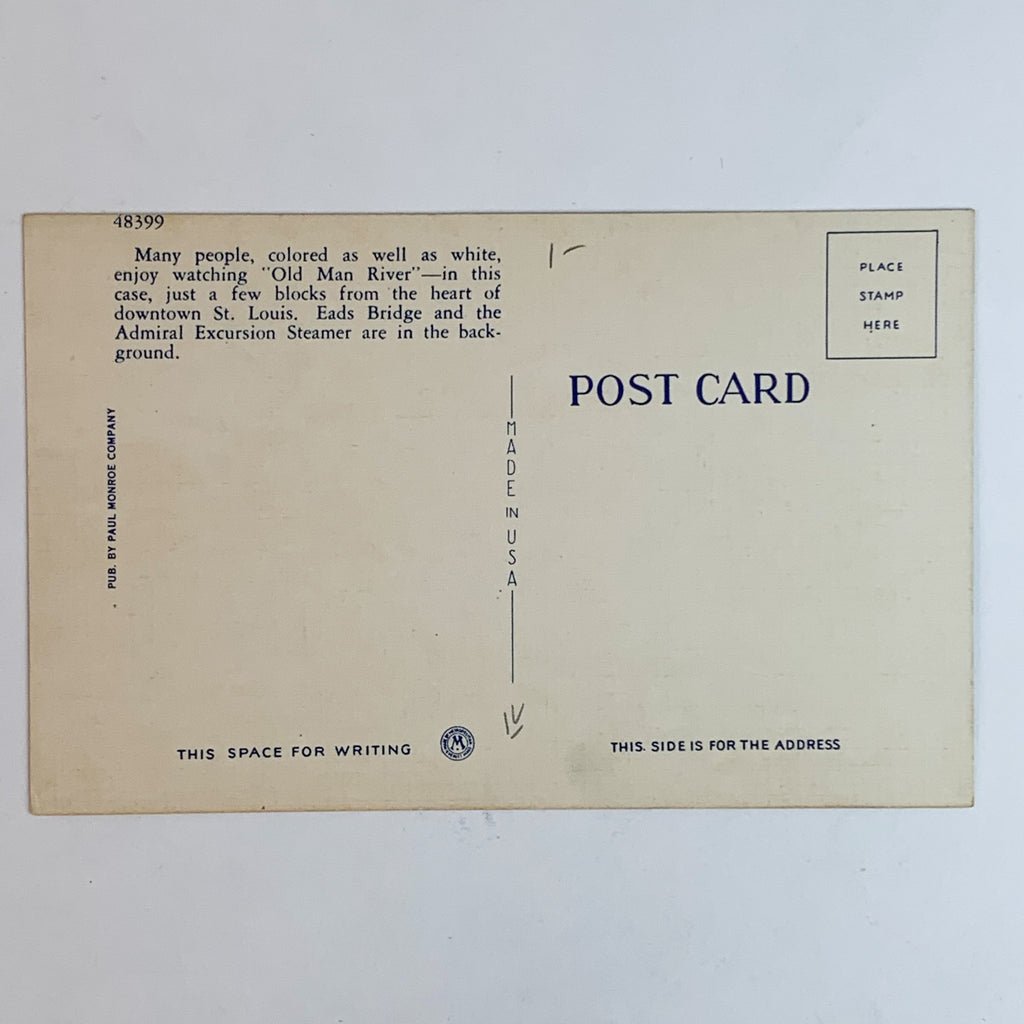 48399
Many people, colored as well as white,
enjoy watching "Old Man River"—in this
case, just a few blocks from the heart of
downtown St. Louis. Eads Bridge and the
Admiral Excursion Steamer are in the back-
ground.
PUB. BY PAUL MONROE COMPANY
THIS SPACE FOR WRITING
M
MADE IN USA
1-
PLACE
STAMP
HERE
POST CARD
THIS SIDE IS FOR THE ADDRESS